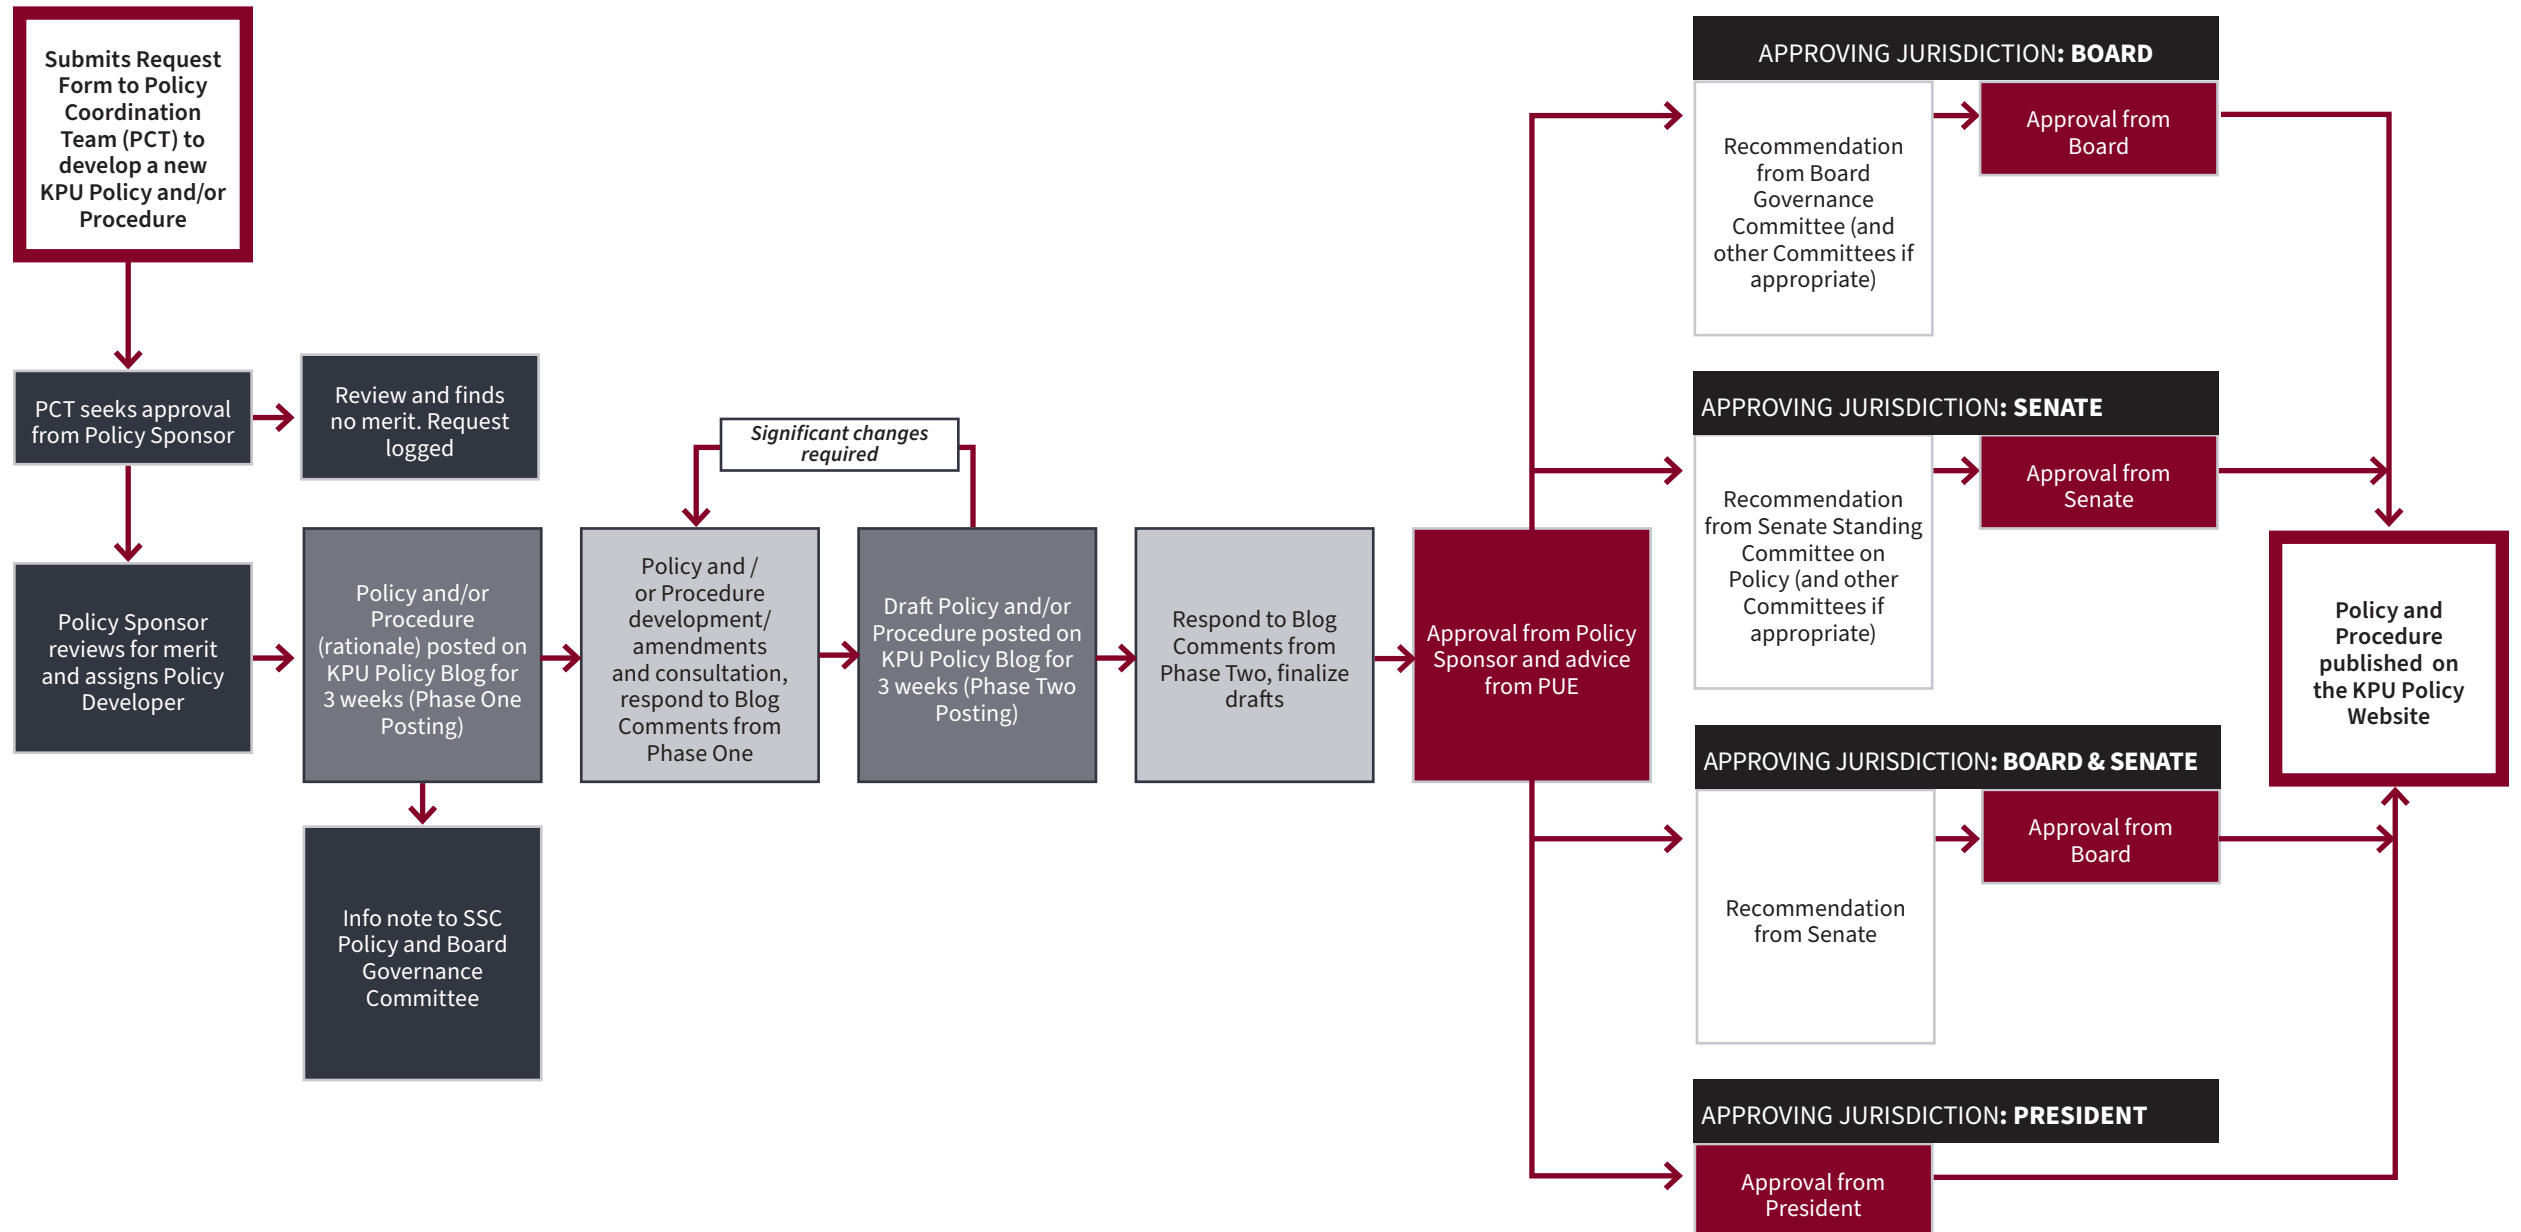 Submits Request
Form to Policy
Coordination
Team (PCT) to
develop a new
KPU Policy and/or
Procedure
PCT seeks approval
from Policy Sponsor
Review and finds
no merit. Request
logged
Policy Sponsor
reviews for merit
and assigns Policy
Developer
Policy and/or
Procedure
(rationale) posted on
KPU Policy Blog for
3 weeks (Phase One
Posting)
Info note to SSC
Policy and Board
Governance
Committee
Policy and /
or Procedure
development/
amendments
and consultation,
respond to Blog
Comments from
Phase One
Significant changes
required
Draft Policy and/or
Procedure posted on
KPU Policy Blog for
3 weeks (Phase Two
Posting)
Respond to Blog
Comments from
Phase Two, finalize
drafts
Approval from Policy
Sponsor and advice
from PUE
APPROVING JURISDICTION: BOARD
Recommendation
from Board
Governance
Committee (and
other Committees if
appropriate)
Approval from
Board
APPROVING JURISDICTION: SENATE
Recommendation
from Senate Standing
Committee on
Policy (and other
Committees if
appropriate)
Approval from
Senate
APPROVING JURISDICTION: BOARD & SENATE
Recommendation
from Senate
Approval from
Board
APPROVING JURISDICTION: PRESIDENT
Approval from
President
Policy and
Procedure
published on
the KPU Policy
Website